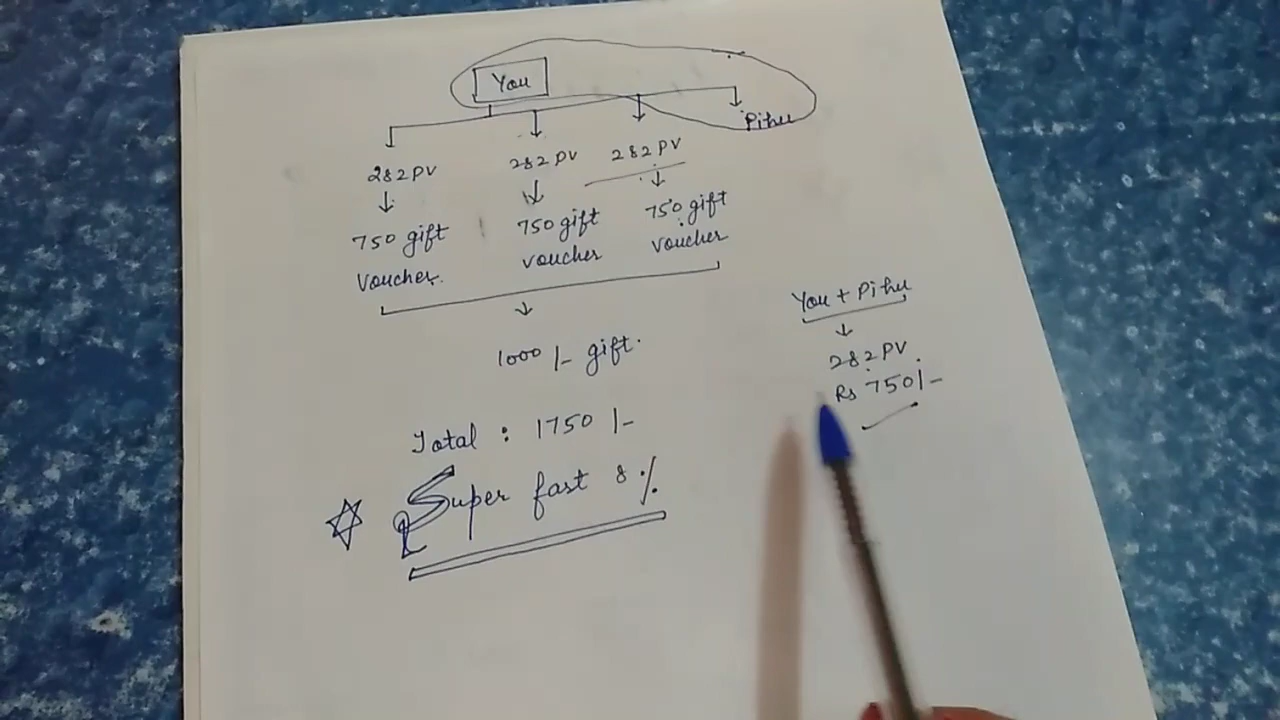 You
Pihu
282 PV 282 PV 282 PV
750 gift 750 gift 750 gift
Voucher. voucher voucher
1000/- gift.
Total : 1750/-
Super fast 8%
You + Pihu
282 PV
Rs 750/-